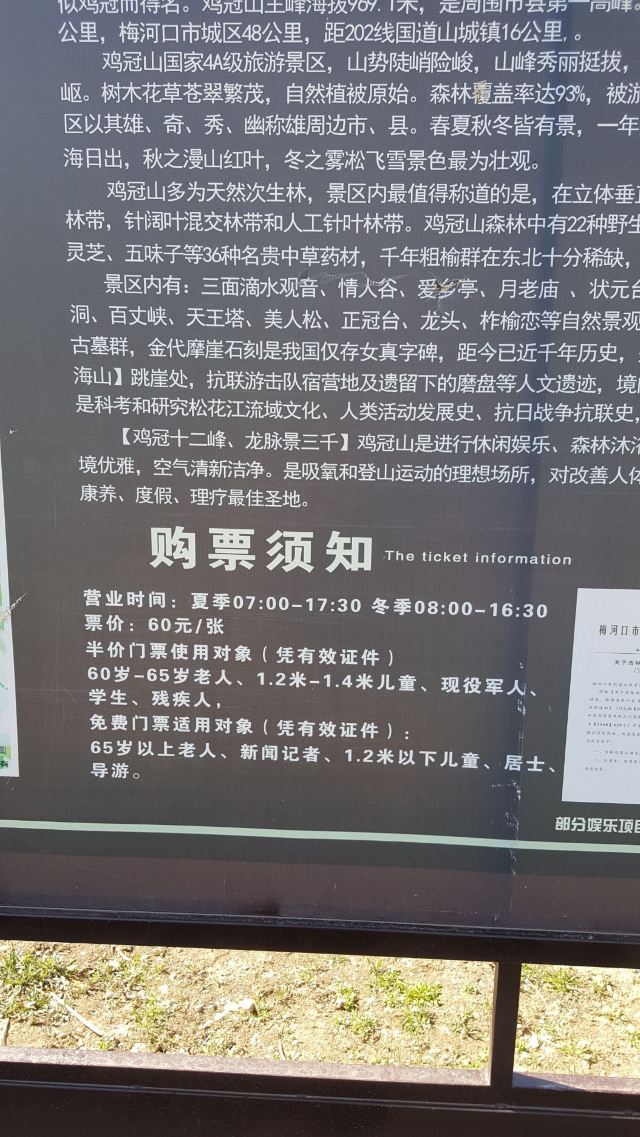 似鸡冠而得名。鸡冠山主峰海拔969.1米，是周围市县第一高峰。
公里，梅河口市城区48公里，距202线国道山城镇16公里,。
鸡冠山国家4A级旅游景区，山势陡峭险峻，山峰秀丽挺拔，
岖。树木花草苍翠繁茂，自然植被原始。森林覆盖率达93%，被游
区以其雄、奇、秀、幽称雄周边市、县。春夏秋冬皆有景，一年
海日出，秋之漫山红叶，冬之雾凇飞雪景色最为壮观。
鸡冠山多为天然次生林，景区内最值得称道的是，在立体垂直
林带，针阔叶混交林带和人工针叶林带。鸡冠山森林中有22种野生
灵芝、五味子等36种名贵中草药材，千年粗榆群在东北十分稀缺，
景区内有：三面滴水观音、情人谷、爱乡亭、月老庙 、状元台
洞、百丈峡、天王塔、美人松、正冠台、龙头、柞榆恋等自然景观
古墓群，金代摩崖石刻是我国仅存女真字碑，距今已近千年历史，
海山】跳崖处，抗联游击队宿营地及遗留下的磨盘等人文遗迹，境内
是科考和研究松花江流域文化、人类活动发展史、抗日战争抗联史，
【鸡冠十二峰、龙脉景三千】鸡冠山是进行休闲娱乐、森林沐浴
境优雅，空气清新洁净。是吸氧和登山运动的理想场所，对改善人体
康养、度假、理疗最佳圣地。
购票须知 The ticket information
营业时间：夏季07:00-17:30 冬季08:00-16:30
票价：60元/张
半价门票使用对象（凭有效证件）
60岁-65岁老人、1.2米-1.4米儿童、现役军人、
学生、残疾人，
免费门票适用对象（凭有效证件）：
65岁以上老人、新闻记者、1.2米以下儿童、居士、
导游。
梅河口市
部分娱乐项目